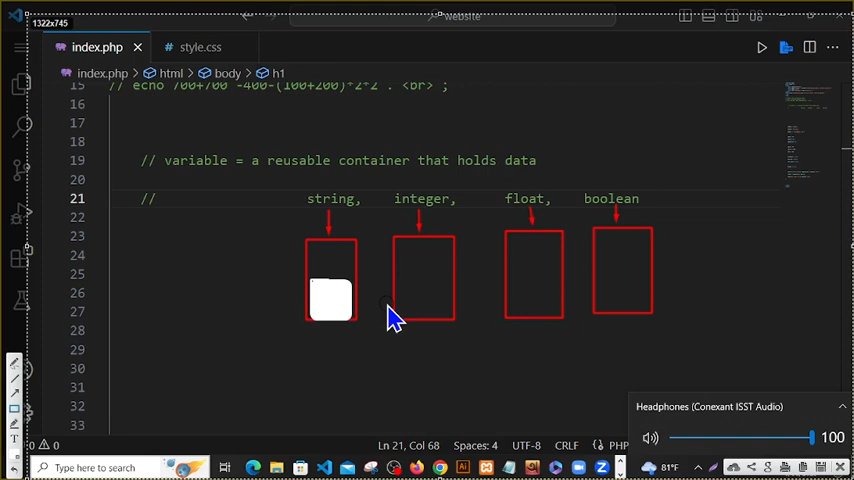 1322x745
website
index.php
style.css
index.php html body h1
15 // echo 700+700 -400-(100+200)*2*2 . <br> ;
16
17
18
19 // variable = a reusable container that holds data
20
21 // string, integer, float, boolean
22
23
24
25
26
27
28
29
30
31
32
33
Headphones (Conexant ISST Audio)
100
0 0 Ln 21, Col 68 Spaces: 4 UTF-8 CRLF PHP
Type here to search
81°F